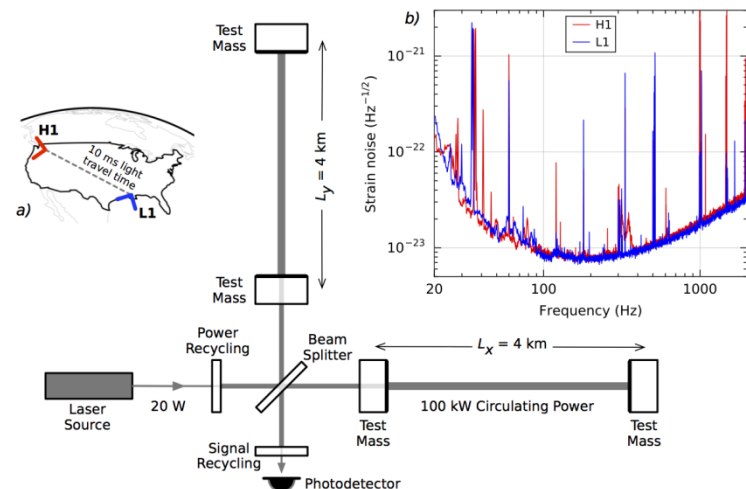 Test
Mass
b)
H1
L1
10⁻²¹
10⁻²²
10⁻²³
Strain noise (Hz⁻¹/²)
20
100
1000
Frequency (Hz)
H1
10 ms light
travel time
a)
L1
Ly = 4 km
Test
Mass
Power
Recycling
Beam
Splitter
Lx = 4 km
Laser
Source
20 W
100 kW Circulating Power
Test
Mass
Test
Mass
Signal
Recycling
Photodetector